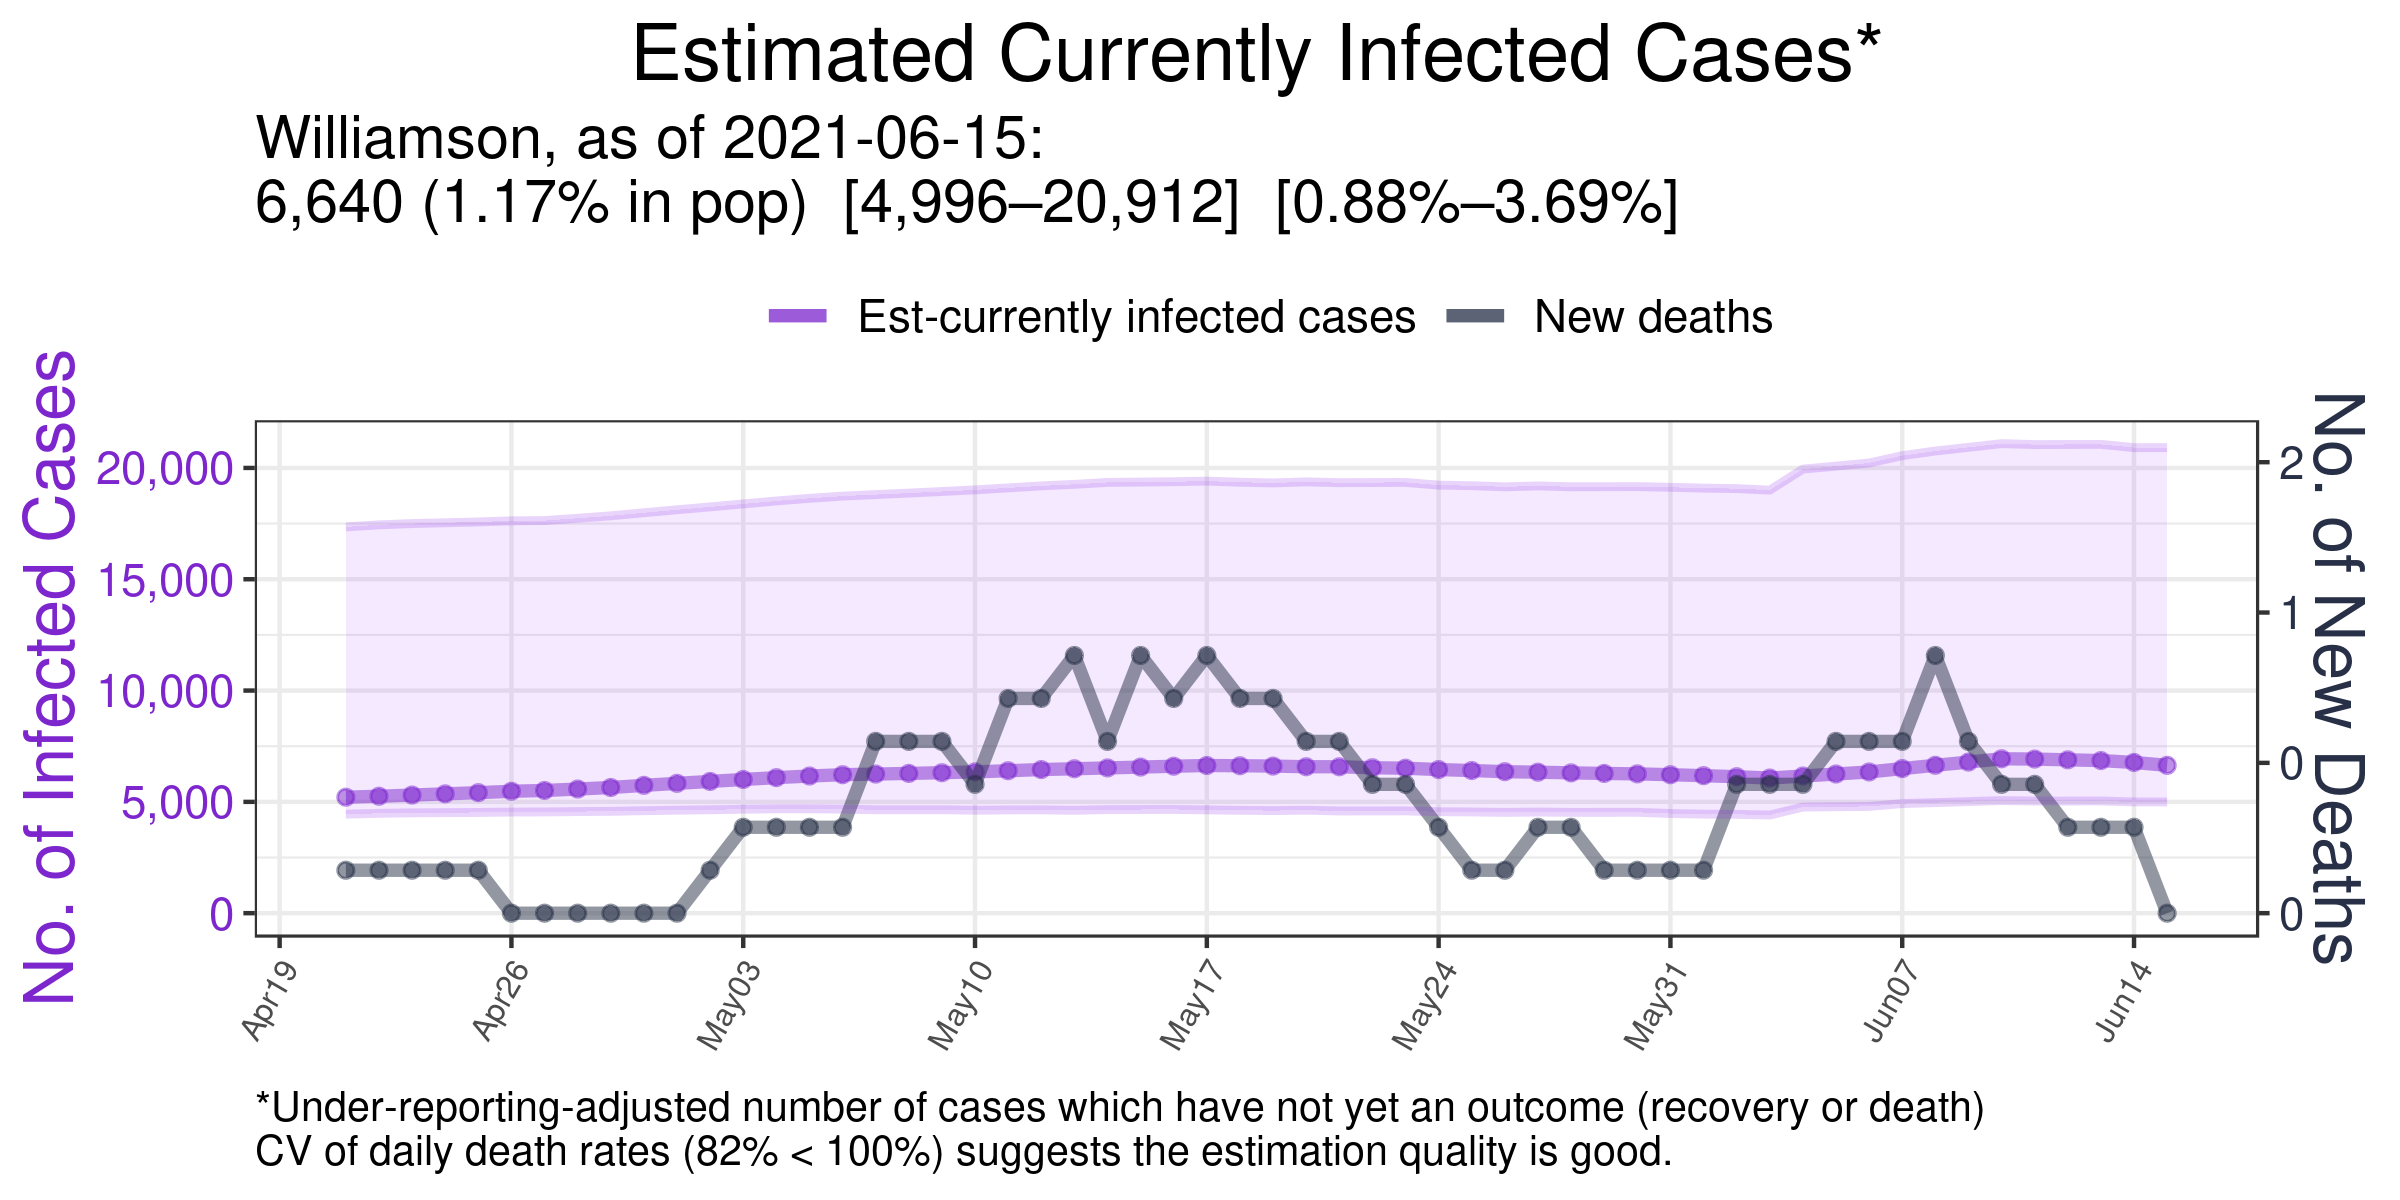 Estimated Currently Infected Cases*
Williamson, as of 2021-06-15:
6,640 (1.17% in pop) [4,996–20,912] [0.88%–3.69%]
Est-currently infected cases New deaths
No. of Infected Cases
20,000
15,000
10,000
5,000
0
2
1
0
0
No. of New Deaths
Apr19 Apr26 May03 May10 May17 May24 May31 Jun07 Jun14
*Under-reporting-adjusted number of cases which have not yet an outcome (recovery or death)
CV of daily death rates (82% < 100%) suggests the estimation quality is good.